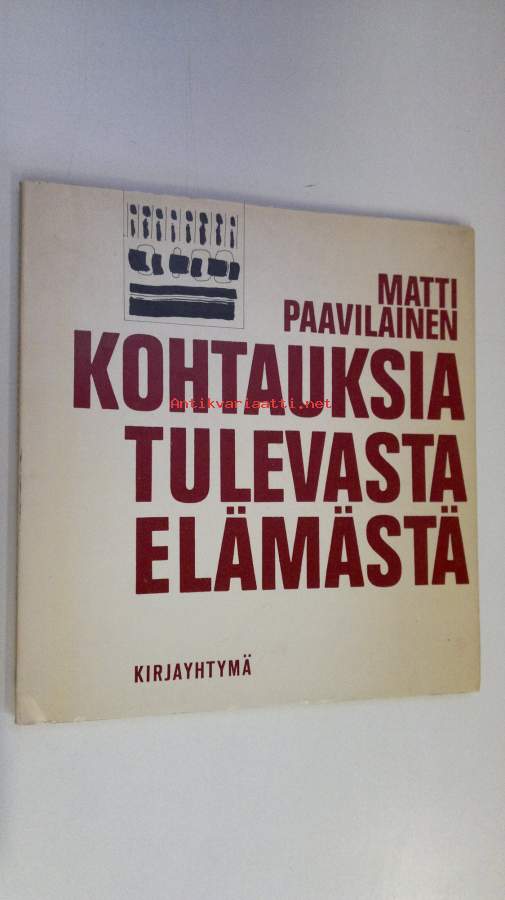 MATTI
PAAVILAINEN
KOHTAUKSIA
Antikvariaatti.net
TULEVASTA
ELÄMÄSTÄ
KIRJAYHTYMÄ